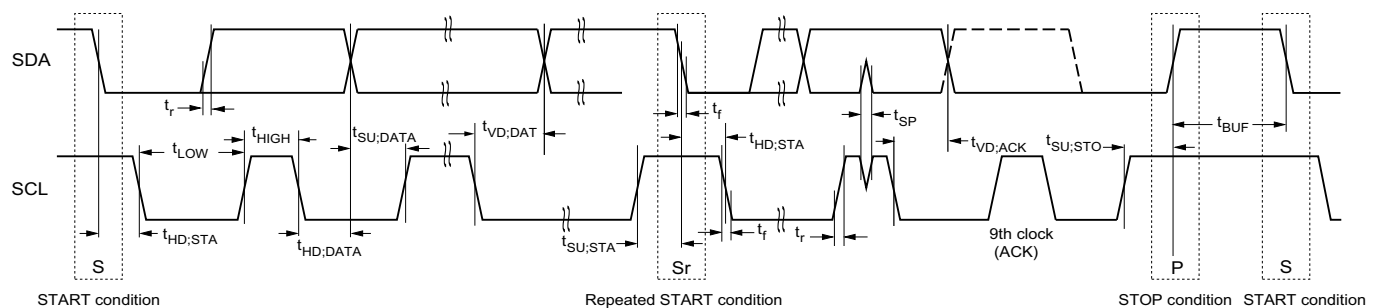 SDA
t_r
t_f
t_SP
t_BUF
t_HIGH
t_SU;DATA
t_VD;DAT
t_HD;STA
t_LOW
t_VD;ACK
t_SU;STO
SCL
t_HD;STA
t_HD;DATA
t_SU;STA
t_f
t_r
9th clock
(ACK)
S
Sr
P
S
START condition
Repeated START condition
STOP condition
START condition